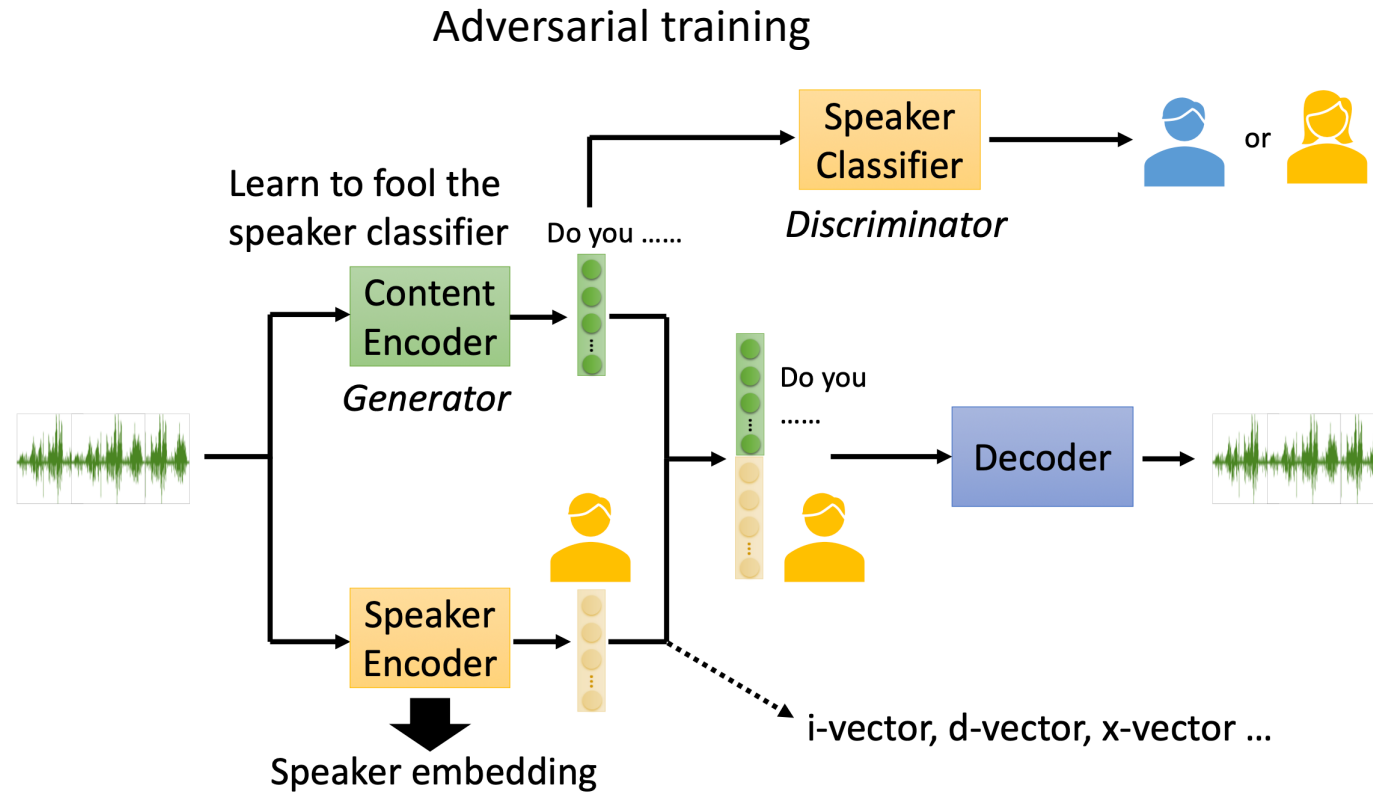 Adversarial training
Speaker
Classifier
or
Discriminator
Learn to fool the
speaker classifier
Do you ……
Content
Encoder
Generator
Do you
……
Decoder
Speaker
Encoder
Speaker embedding
i-vector, d-vector, x-vector …